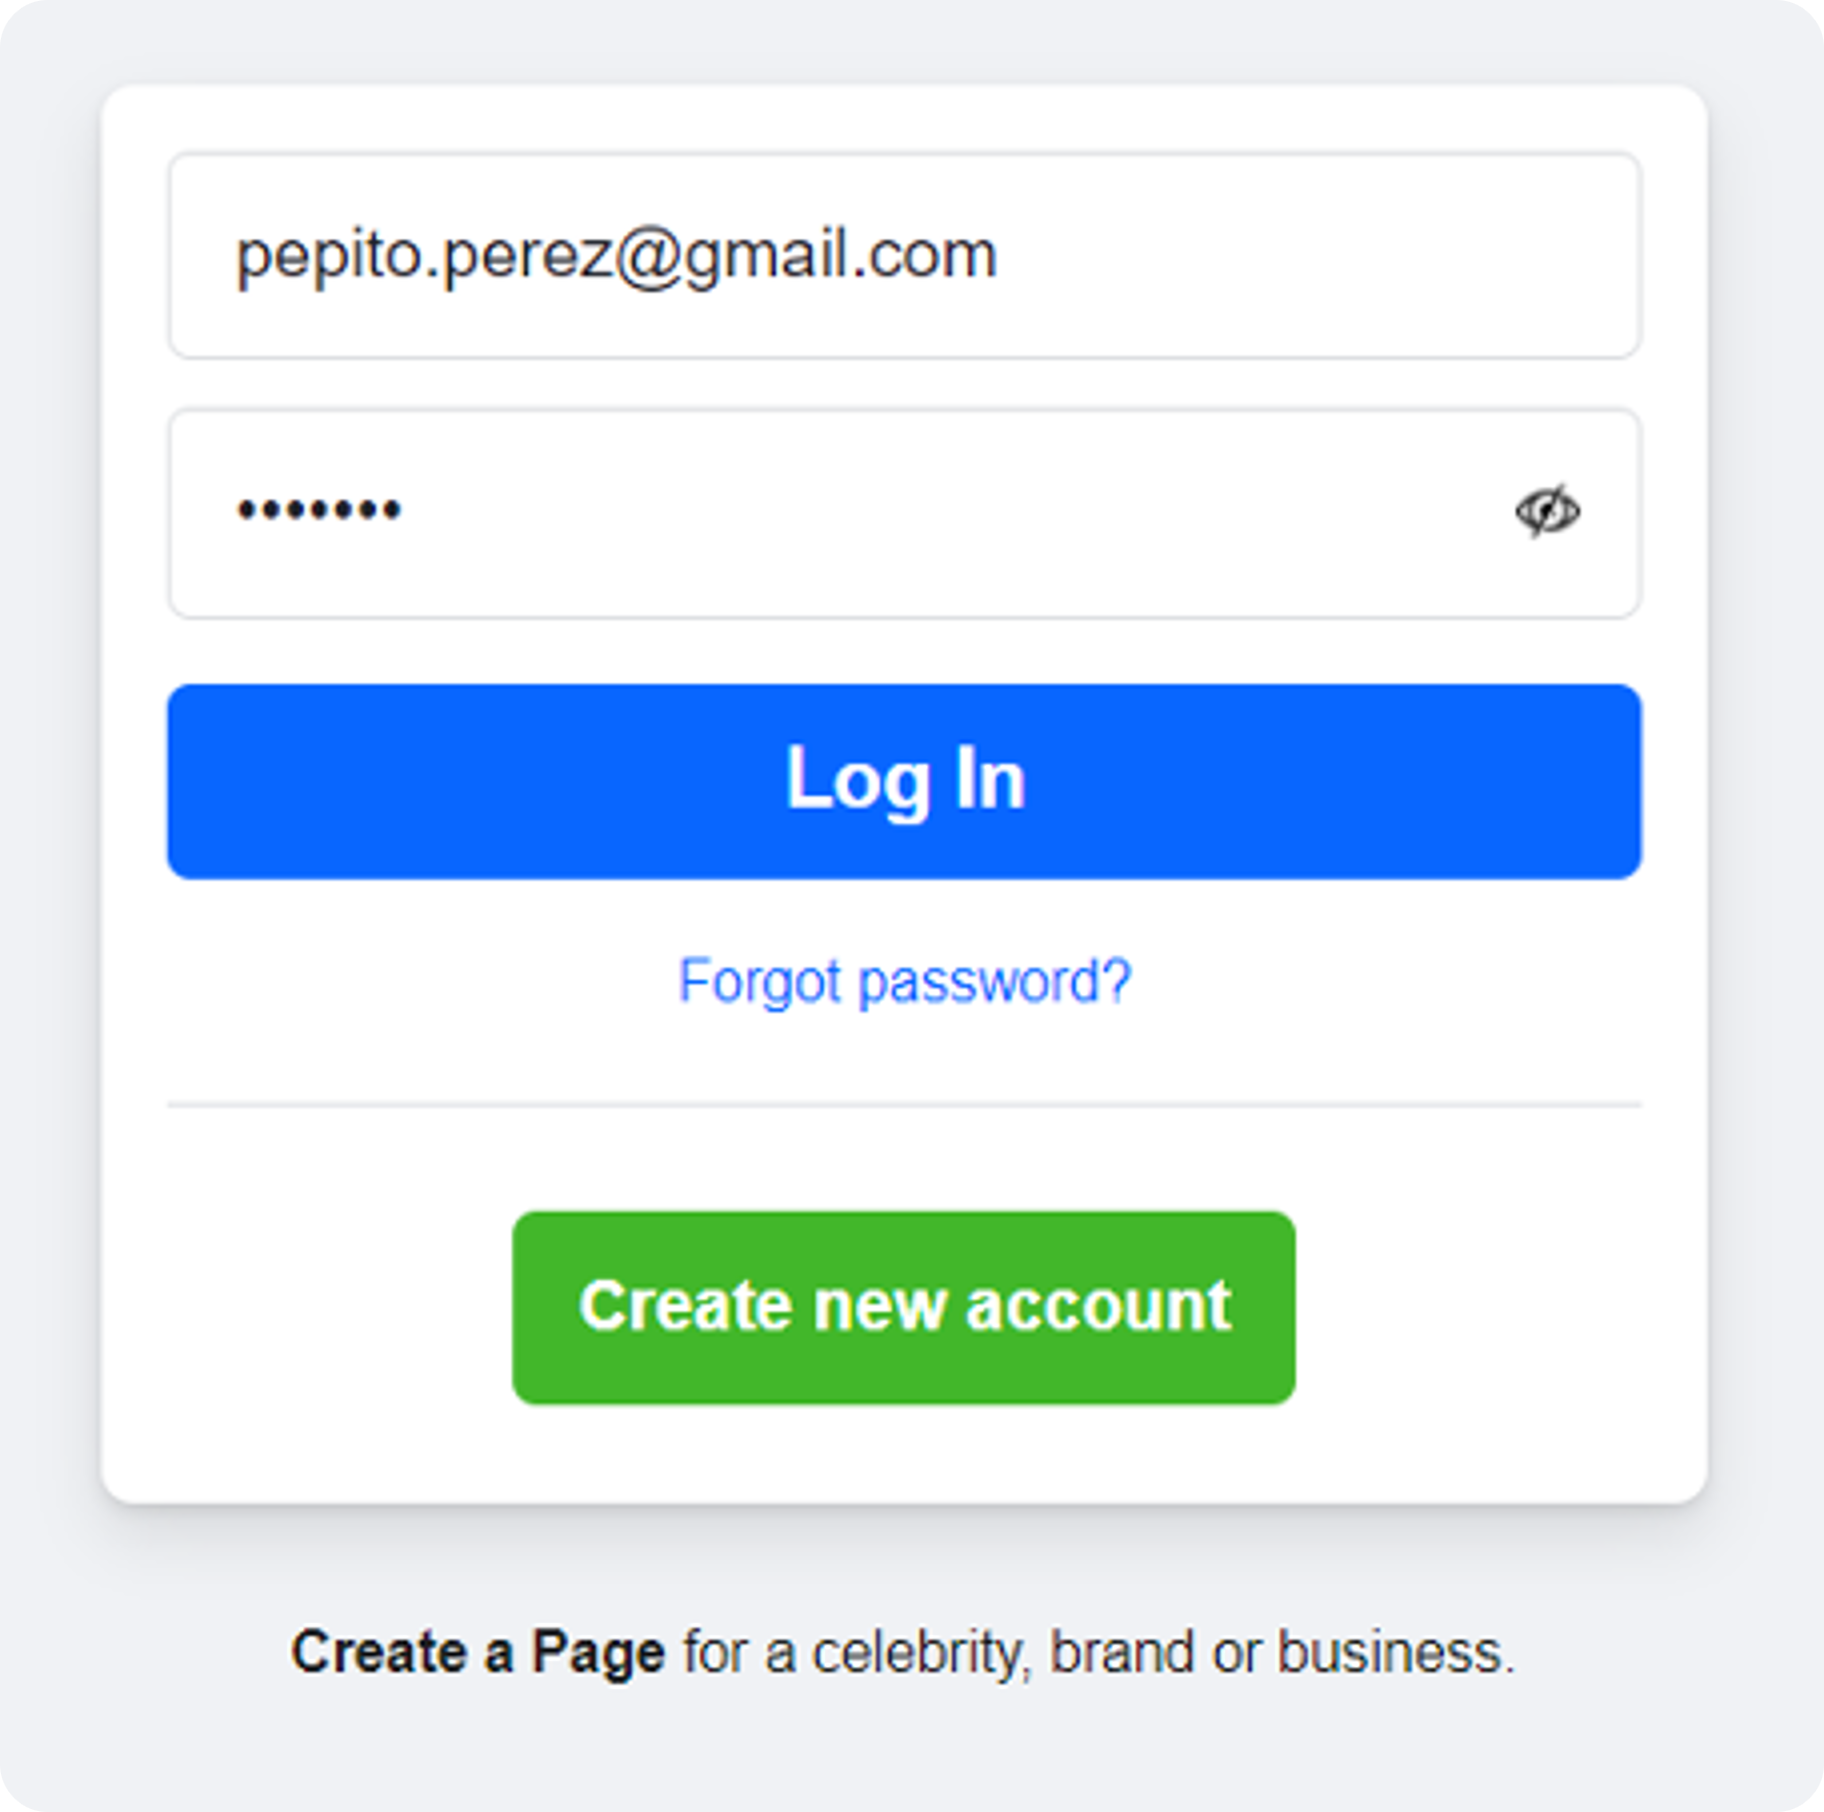 pepito.perez@gmail.com
•••••••
Log In
Forgot password?
Create new account
Create a Page for a celebrity, brand or business.